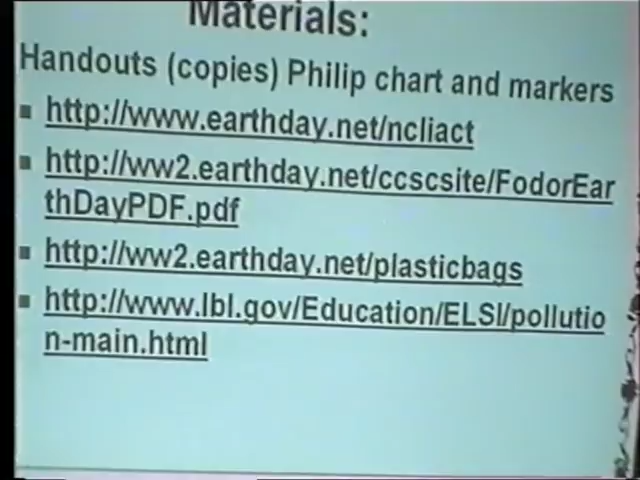 Materials:
Handouts (copies) Philip chart and markers
http://www.earthday.net/ncliact
http://ww2.earthday.net/ccscsite/FodorEar
thDayPDF.pdf
http://ww2.earthday.net/plasticbags
http://www.lbl.gov/Education/ELSI/pollutio
n-main.html